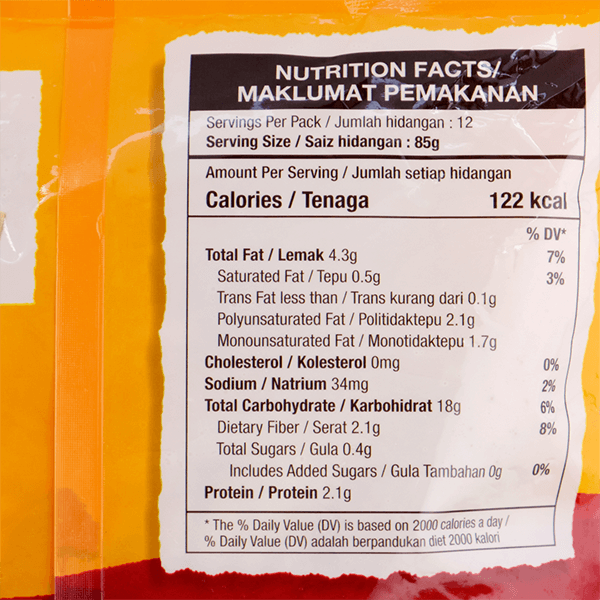 NUTRITION FACTS/
MAKLUMAT PEMAKANAN
Servings Per Pack / Jumlah hidangan : 12
Serving Size / Saiz hidangan : 85g
Amount Per Serving / Jumlah setiap hidangan
Calories / Tenaga 122 kcal
% DV*
Total Fat / Lemak 4.3g 7%
Saturated Fat / Tepu 0.5g 3%
Trans Fat less than / Trans kurang dari 0.1g
Polyunsaturated Fat / Politidaktepu 2.1g
Monounsaturated Fat / Monotidaktepu 1.7g
Cholesterol / Kolesterol 0mg 0%
Sodium / Natrium 34mg 2%
Total Carbohydrate / Karbohidrat 18g 6%
Dietary Fiber / Serat 2.1g 8%
Total Sugars / Gula 0.4g
Includes Added Sugars / Gula Tambahan 0g 0%
Protein / Protein 2.1g
* The % Daily Value (DV) is based on 2000 calories a day /
% Daily Value (DV) adalah berpandukan diet 2000 kalori